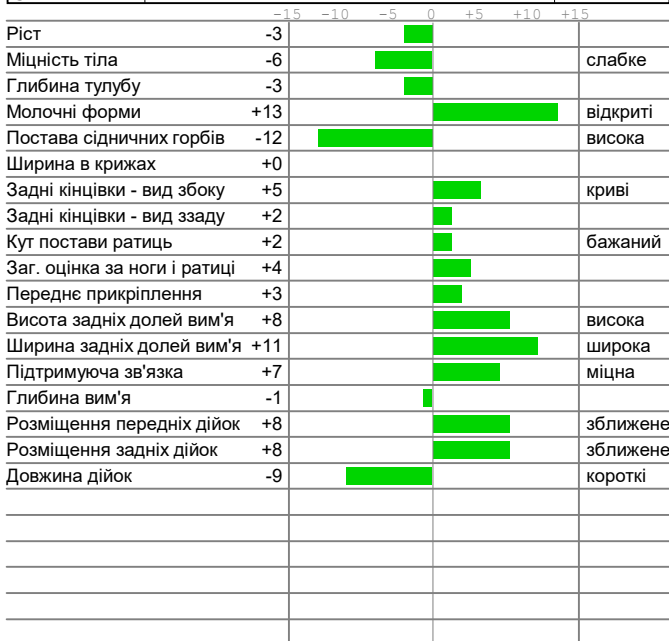 -15 -10 -5 0 +5 +10 +15
Ріст -3
Міцність тіла -6 слабке
Глибина тулубу -3
Молочні форми +13 відкриті
Постава сідничних горбів -12 висока
Ширина в крижах +0
Задні кінцівки - вид збоку +5 криві
Задні кінцівки - вид ззаду +2
Кут постави ратиць +2 бажаний
Заг. оцінка за ноги і ратиці +4
Переднє прикріплення +3
Висота задніх долей вим'я +8 висока
Ширина задніх долей вим'я +11 широка
Підтримуюча зв'язка +7 міцна
Глибина вим'я -1
Розміщення передніх дійок +8 зближене
Розміщення задніх дійок +8 зближене
Довжина дійок -9 короткі